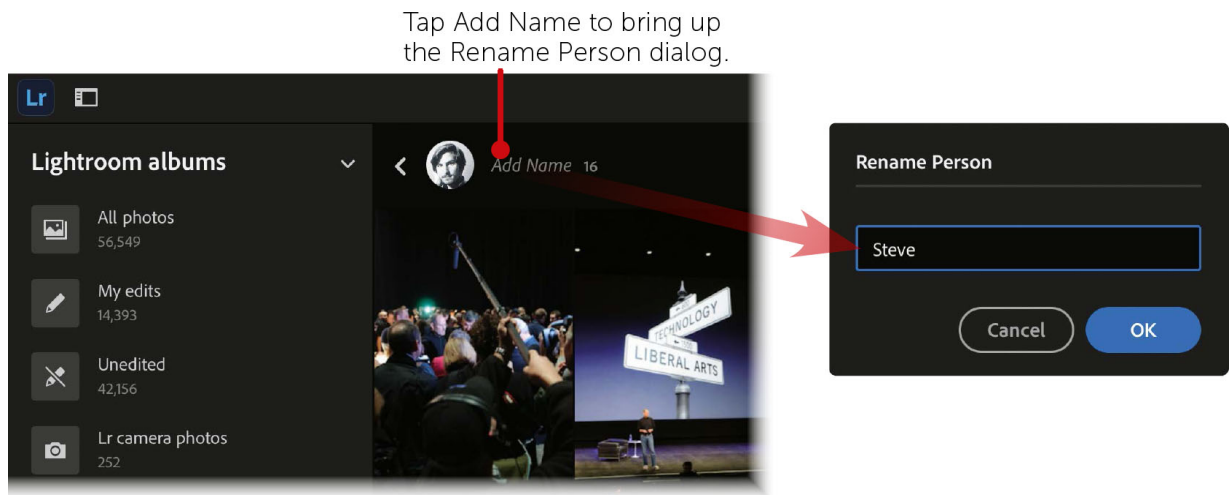 Tap Add Name to bring up
the Rename Person dialog.
Lr
Lightroom albums
Add Name 16
All photos
56,549
My edits
14,393
Unedited
42,156
Lr camera photos
252
TECHNOLOGY
LIBERAL ARTS
Rename Person
Steve
Cancel OK